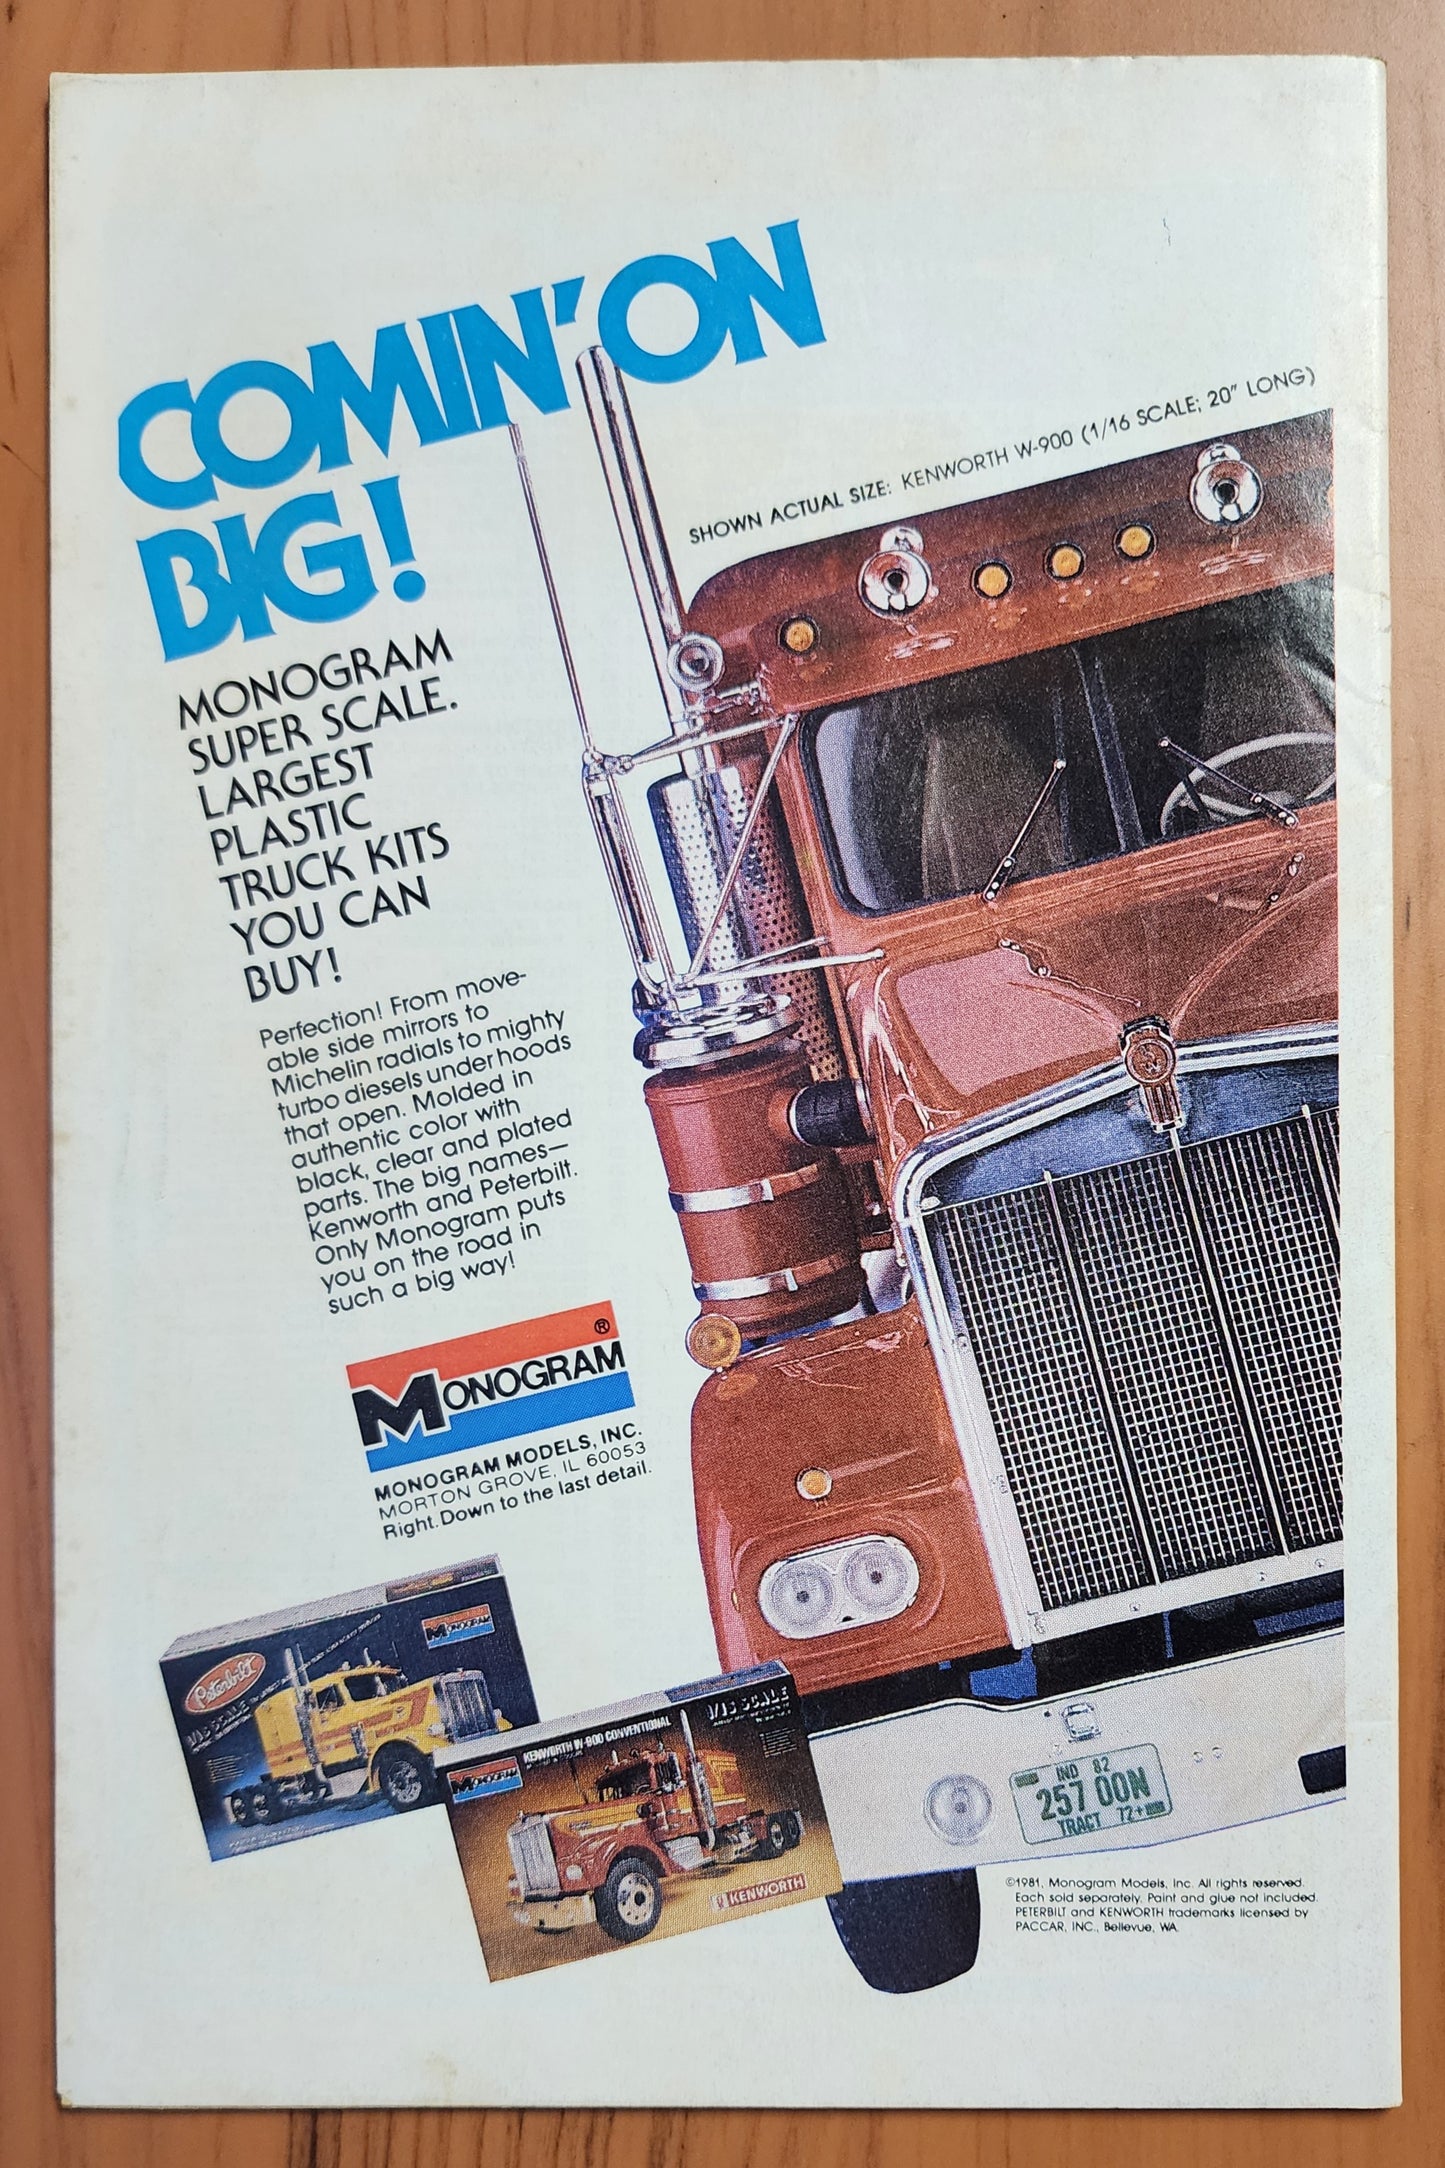 COMIN' ON
BIG!
SHOWN ACTUAL SIZE: KENWORTH W-900 (1/16 SCALE; 20" LONG)
MONOGRAM
SUPER SCALE.
LARGEST
PLASTIC
TRUCK KITS
YOU CAN
BUY!
Perfection! From move-
able side mirrors to
Michelin radials to mighty
turbo diesels under hoods
that open. Molded in
authentic color with
black, clear and plated
parts. The big names—
Kenworth and Peterbilt.
Only Monogram puts
you on the road in
such a big way!
®
MONOGRAM
MONOGRAM MODELS, INC.
MORTON GROVE, IL 60053
Right. Down to the last detail.
MONOGRAM
Peterbilt
1/16 SCALE
1/16 SCALE
KENWORTH W-900 CONVENTIONAL
MONOGRAM
KENWORTH
IND 82
257 00N
TRACT 72+
©1981, Monogram Models, Inc. All rights reserved.
Each sold separately. Paint and glue not included.
PETERBILT and KENWORTH trademarks licensed by
PACCAR, INC., Bellevue, WA